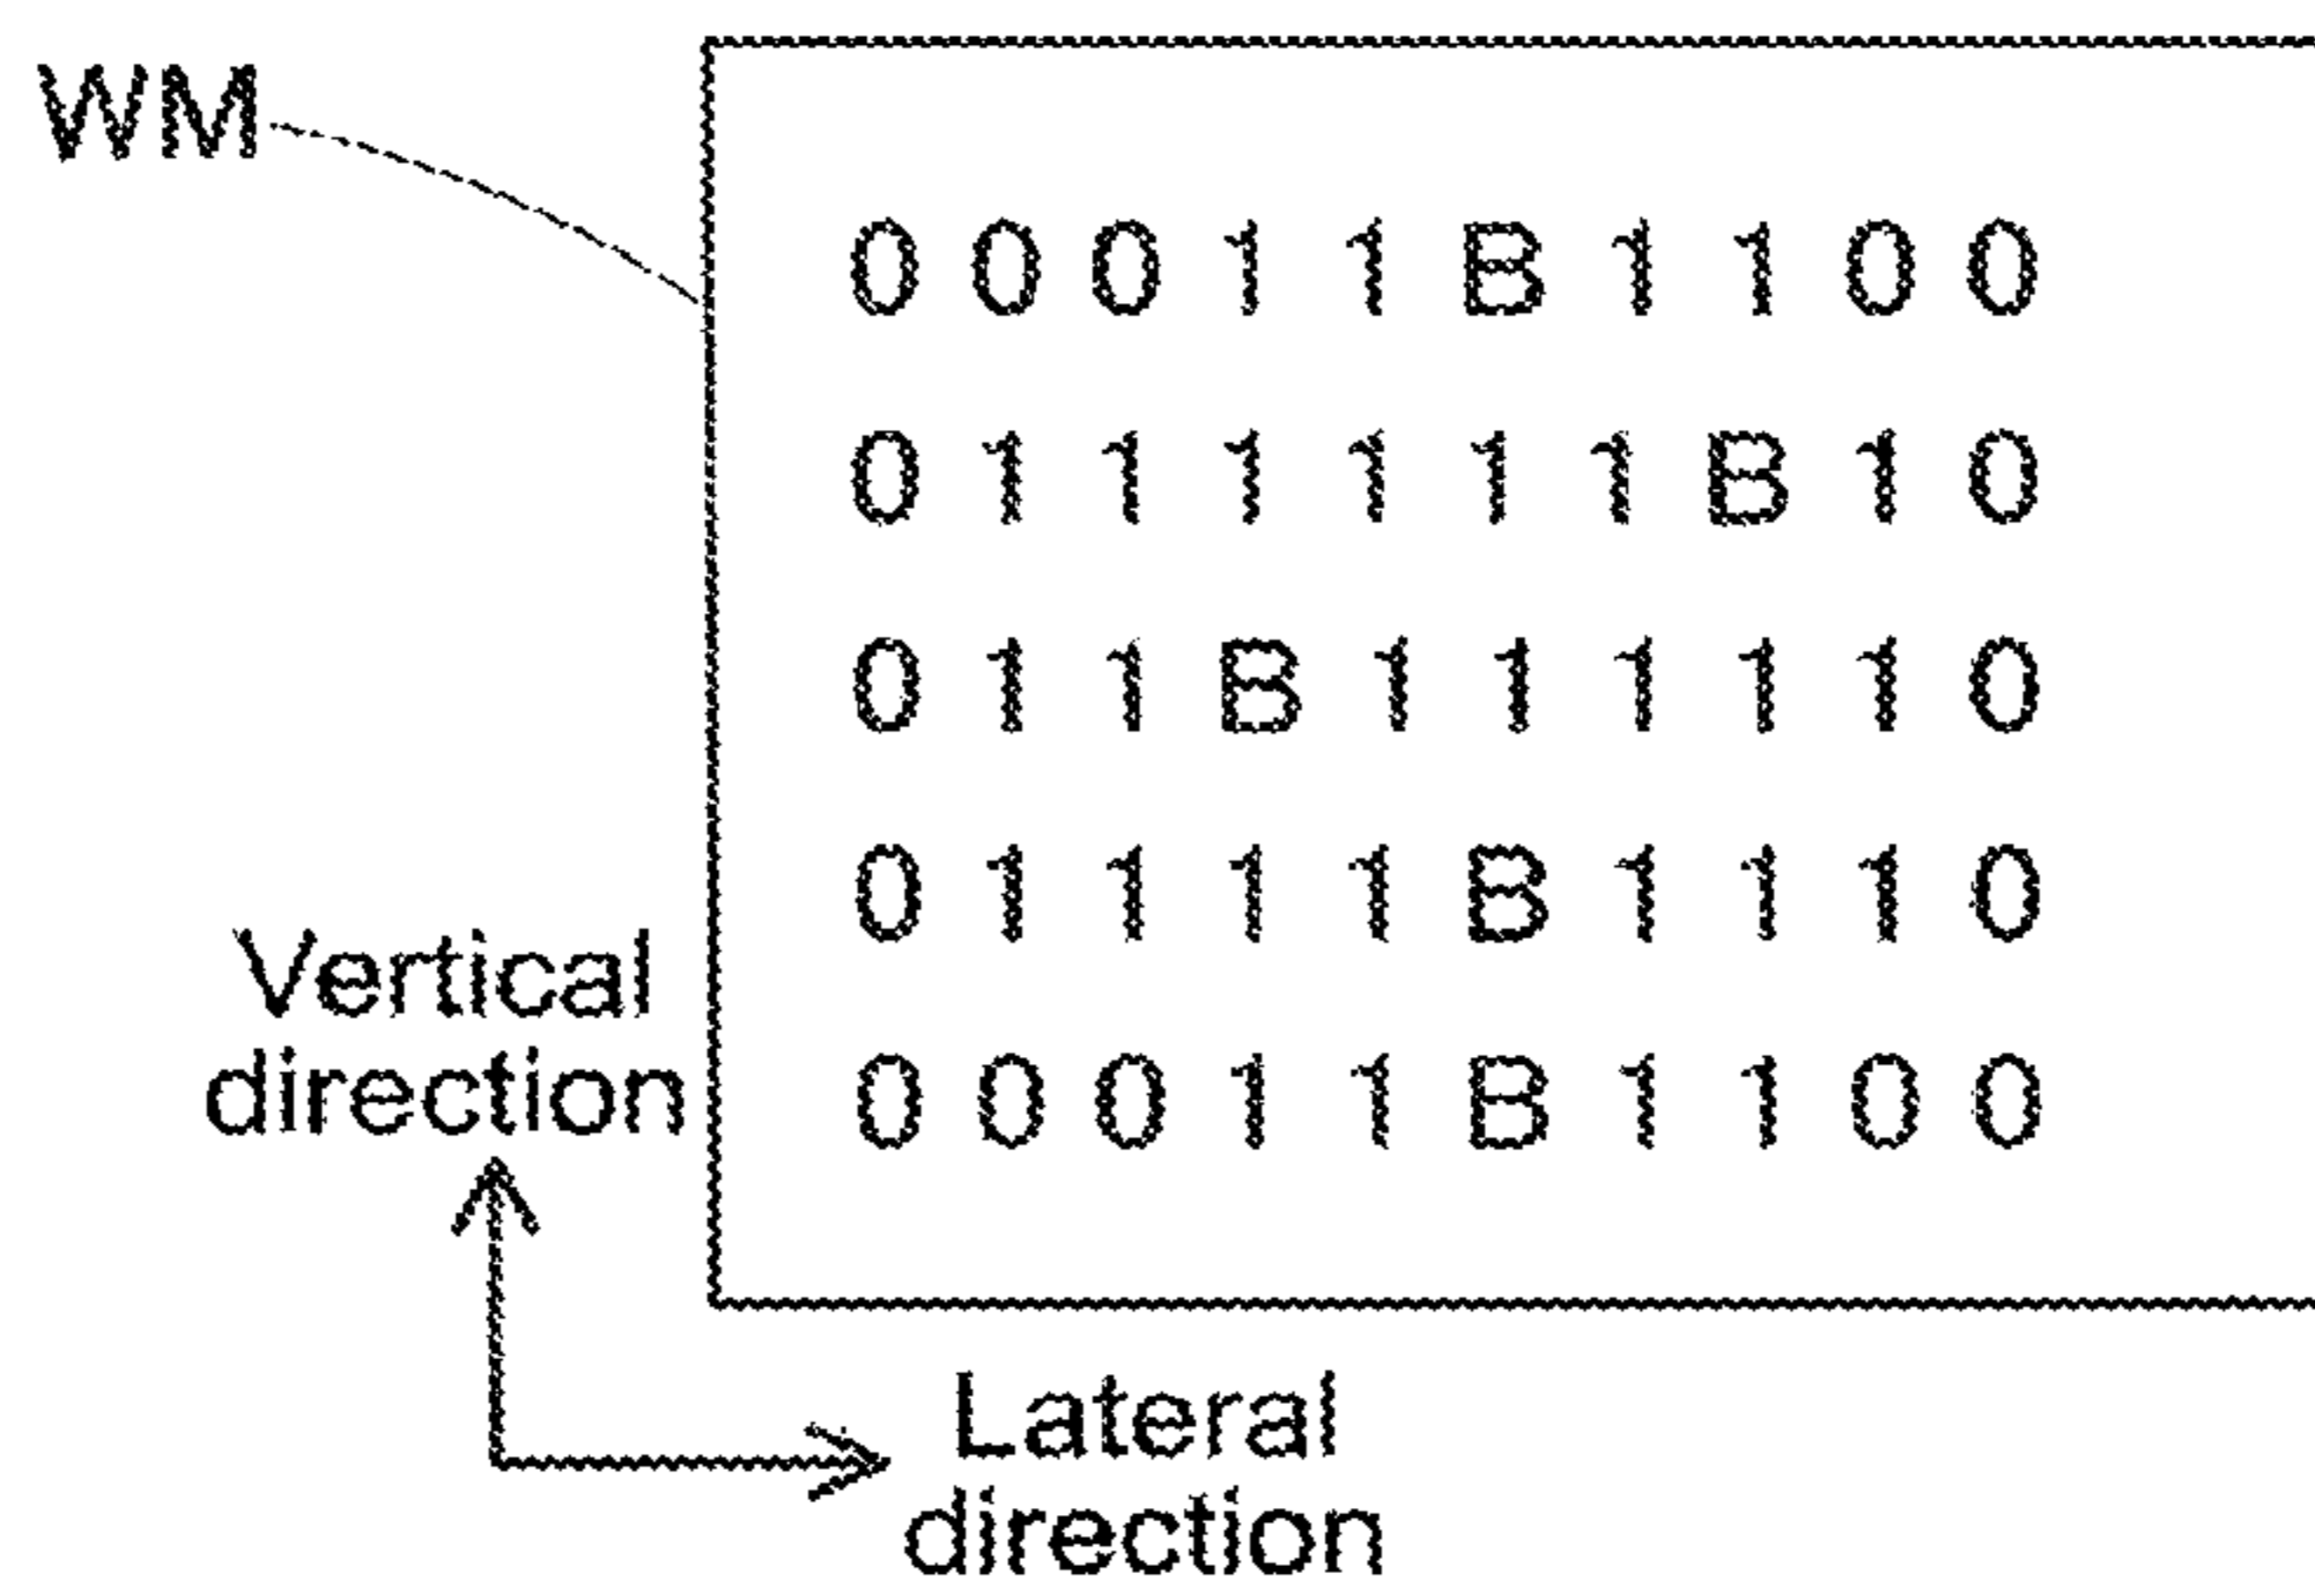 WM
0 0 0 1 1 B 1 1 0 0
0 1 1 1 1 1 1 B 1 0
0 1 1 B 1 1 1 1 1 0
0 1 1 1 1 B 1 1 1 0
0 0 0 1 1 B 1 1 0 0
Vertical
direction
Lateral
direction